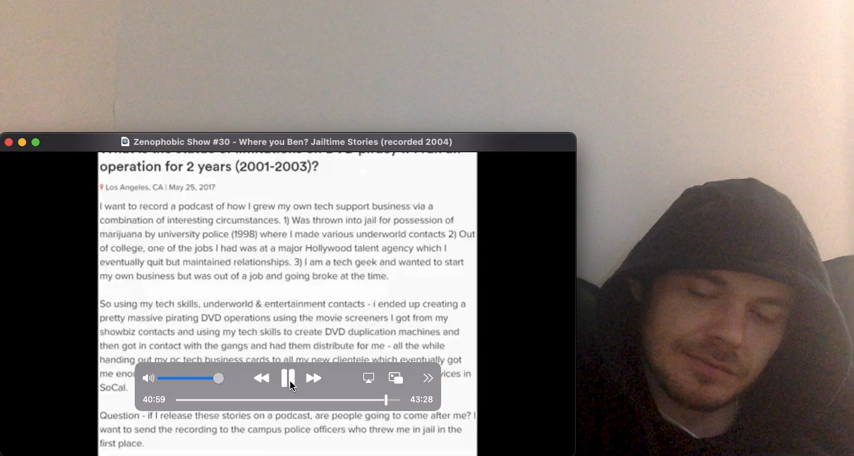 Zenophobic Show #30 - Where you Ben? Jailtime Stories (recorded 2004)
operation for 2 years (2001-2003)?
Los Angeles, CA | May 25, 2017
I want to record a podcast of how I grew my own tech support business via a
combination of interesting circumstances. 1) Was thrown into jail for possession of
marijuana by university police (1998) where I made various underworld contacts 2) Out
of college, one of the jobs I had was at a major Hollywood talent agency which I
eventually quit but maintained relationships. 3) I am a tech geek and wanted to start
my own business but was out of a job and going broke at the time.
So using my tech skills, underworld & entertainment contacts - i ended up creating a
pretty massive pirating DVD operations using the movie screeners I got from my
showbiz contacts and using my tech skills to create DVD duplication machines and
then got in contact with the gangs and had them distribute for me - all the while
handing out my pc tech business cards to all my new clientele which eventually got
me
vices in
SoCal.
40:59
43:28
Question - if I release these stories on a podcast, are people going to come after me? I
want to send the recording to the campus police officers who threw me in jail in the
first place.